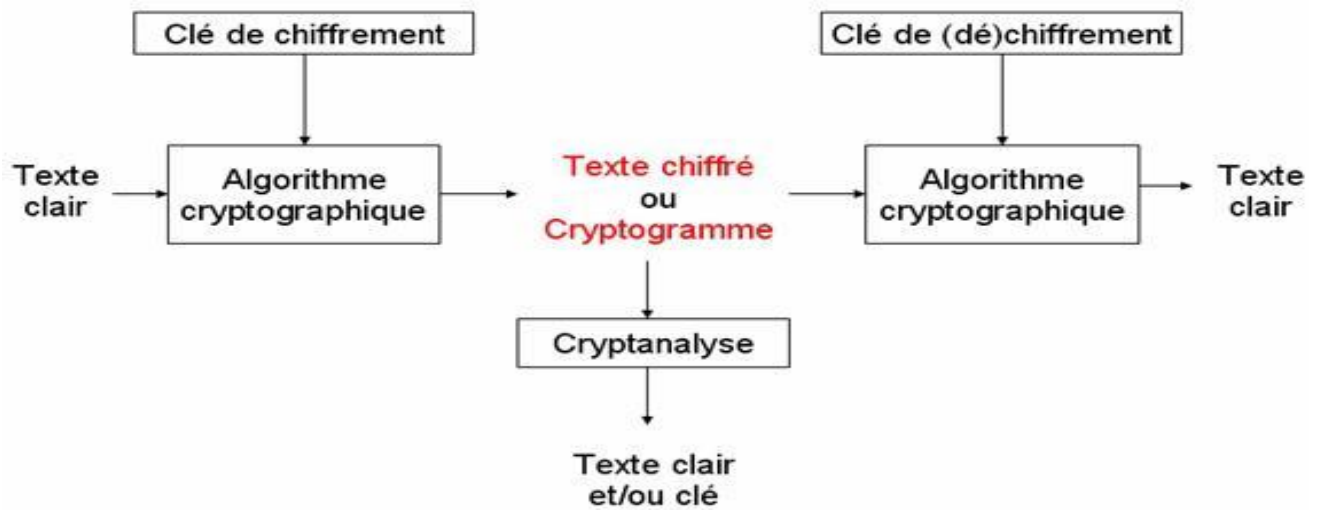 Clé de chiffrement
Clé de (dé)chiffrement
Texte
clair
Algorithme
cryptographique
Texte chiffré
ou
Cryptogramme
Algorithme
cryptographique
Texte
clair
Cryptanalyse
Texte clair
et/ou clé